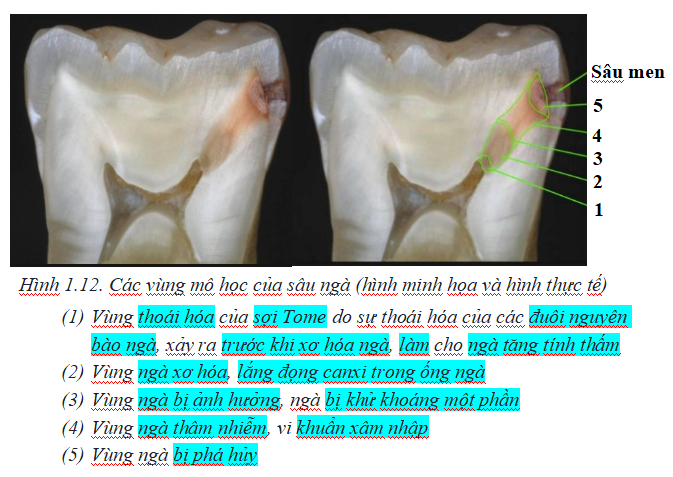 Sâu men
5
4
3
2
1
Hình 1.12. Các vùng mô học của sâu ngà (hình minh họa và hình thực tế)
(1) Vùng thoái hóa của sợi Tome do sự thoái hóa của các đuôi nguyên
bào ngà, xảy ra trước khi xơ hóa ngà, làm cho ngà tăng tính thấm
(2) Vùng ngà xơ hóa, lắng đọng canxi trong ống ngà
(3) Vùng ngà bị ảnh hưởng, ngà bị khử khoáng một phần
(4) Vùng ngà thâm nhiễm, vi khuẩn xâm nhập
(5) Vùng ngà bị phá hủy